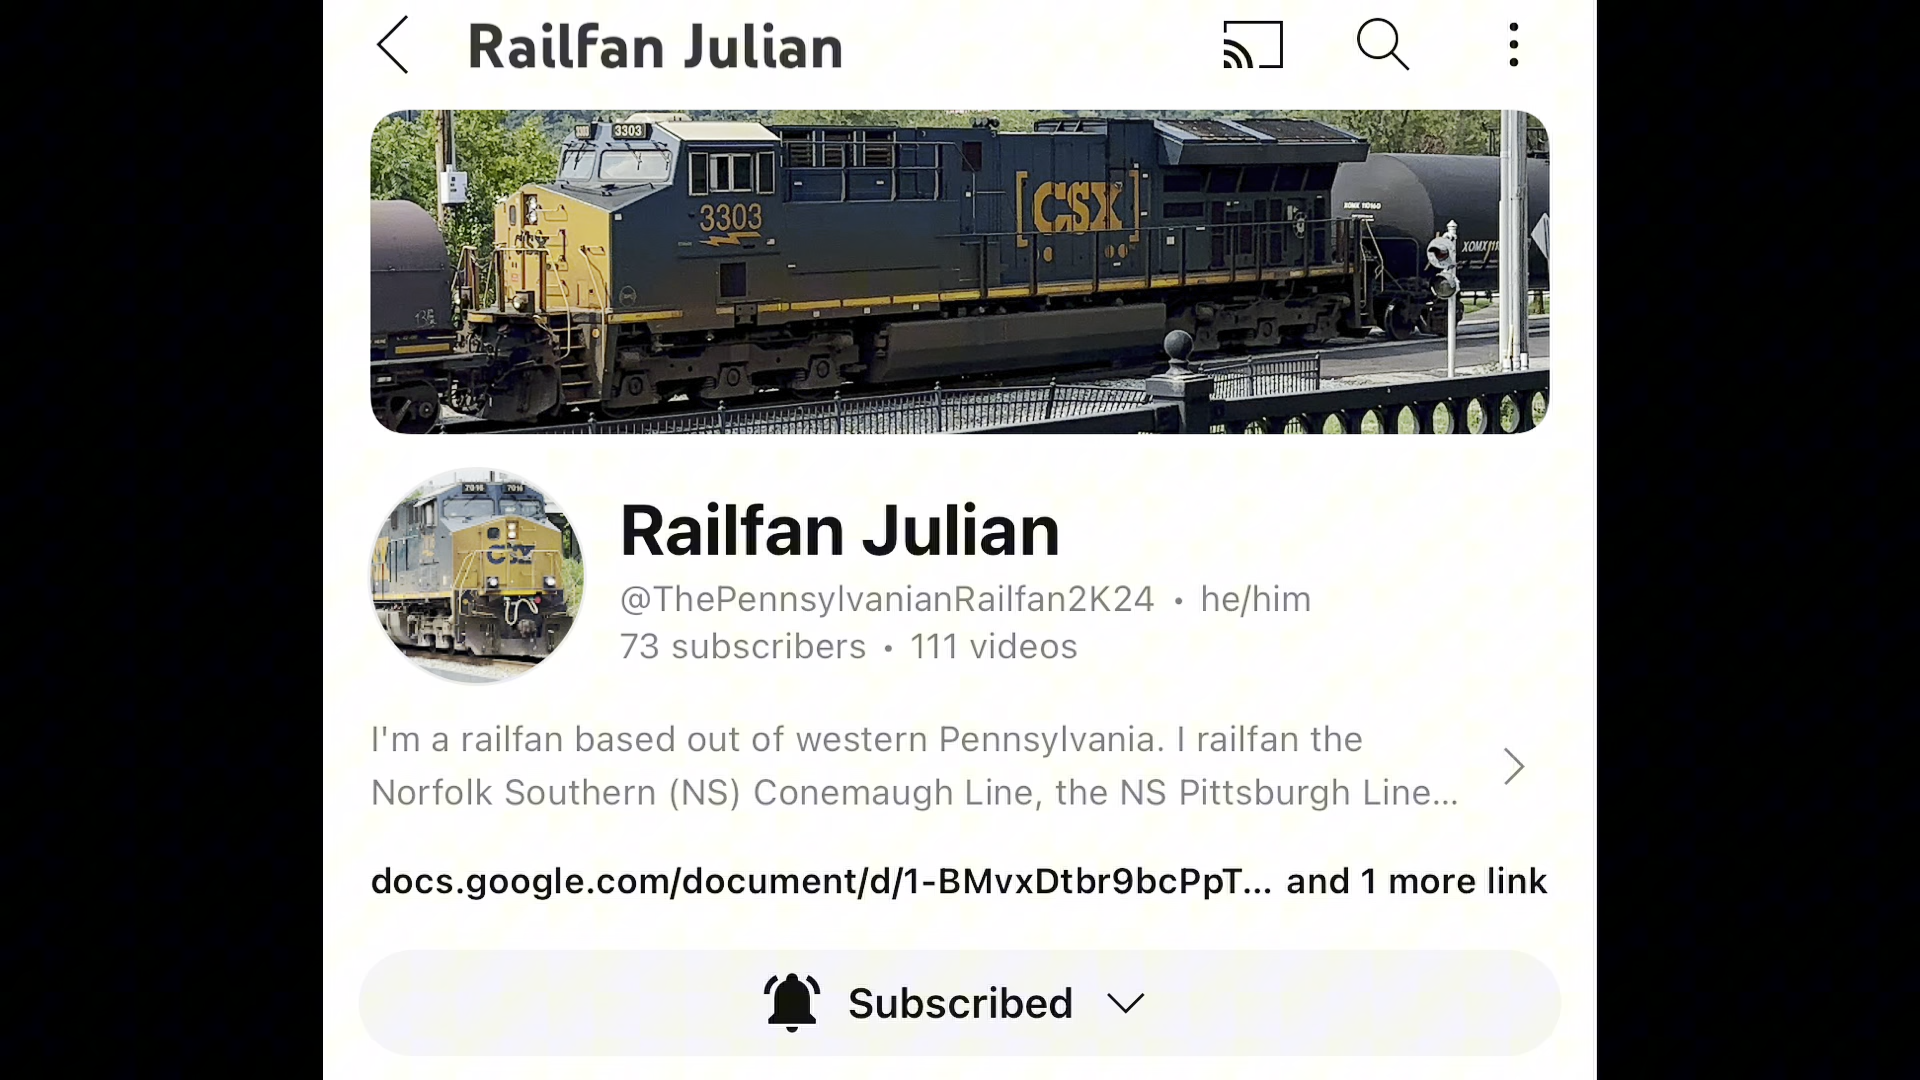 Railfan Julian
3303
3303
CSX
Railfan Julian
@ThePennsylvanianRailfan2K24 • he/him
73 subscribers • 111 videos
I'm a railfan based out of western Pennsylvania. I railfan the
Norfolk Southern (NS) Conemaugh Line, the NS Pittsburgh Line...
docs.google.com/document/d/1-BMvxDtbr9bcPpT... and 1 more link
Subscribed